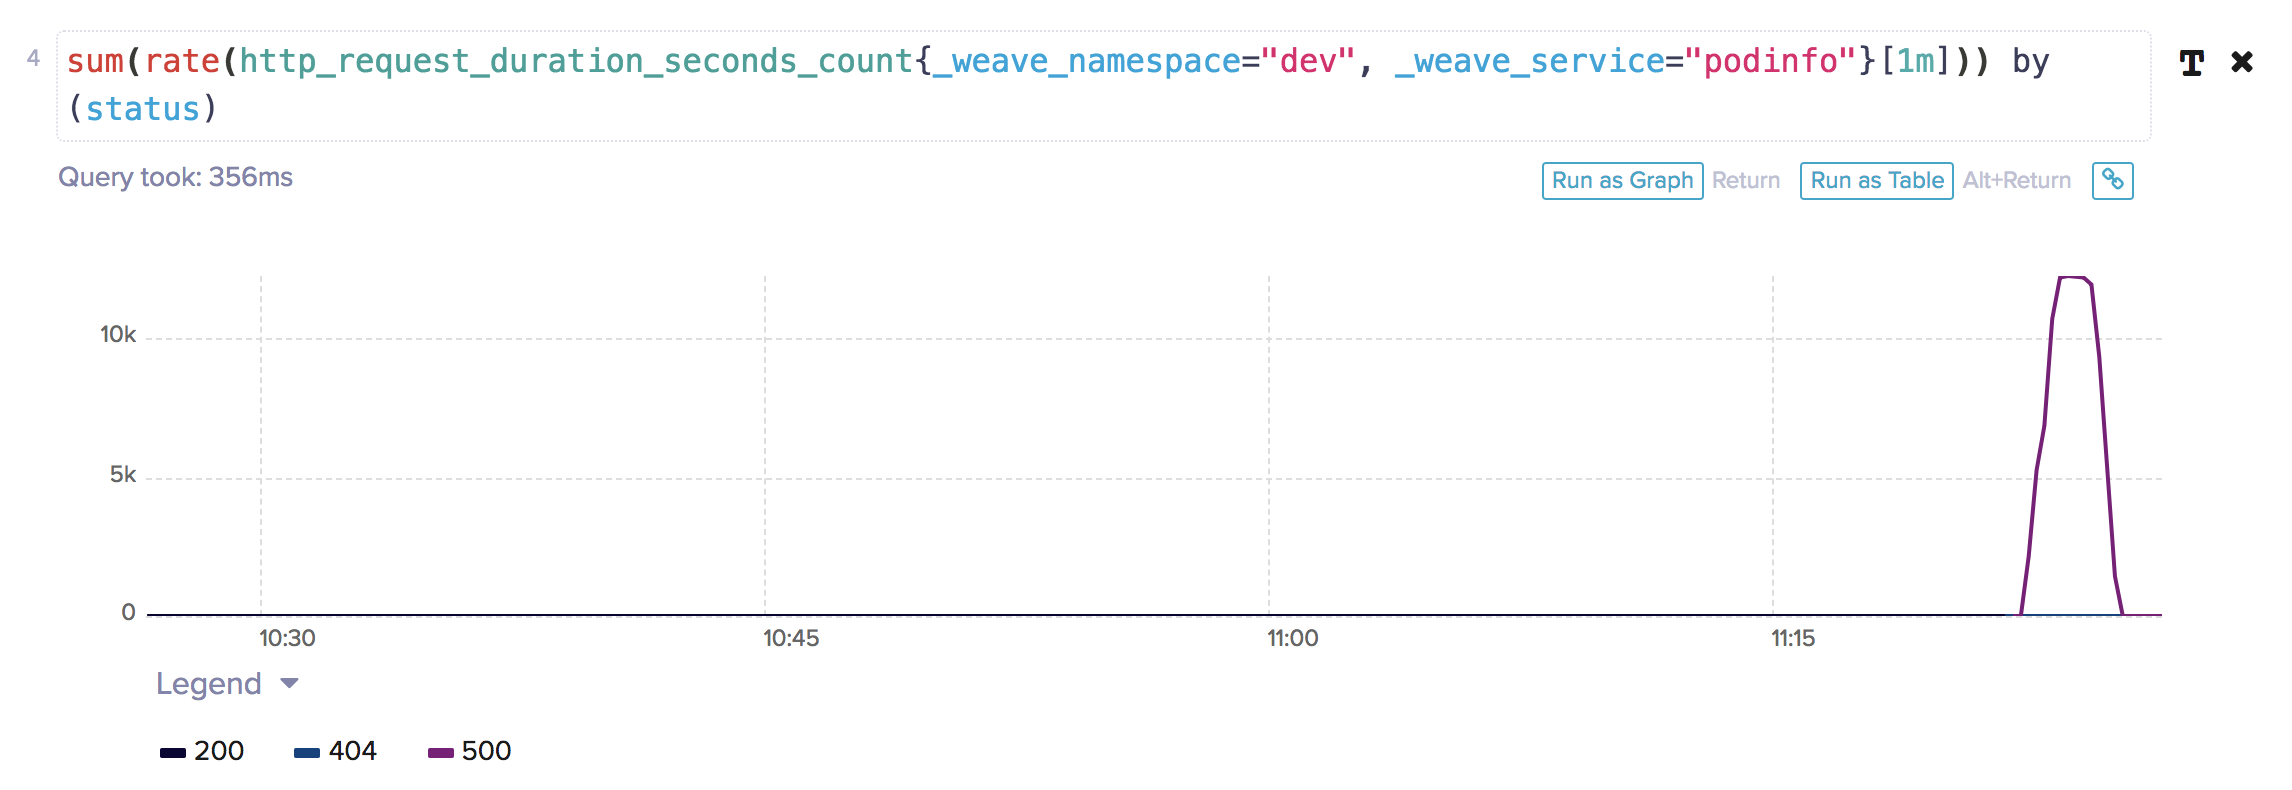 4
sum(rate(http_request_duration_seconds_count{_weave_namespace="dev", _weave_service="podinfo"}[1m])) by
(status)
Query took: 356ms
Run as Graph Return Run as Table Alt+Return
10k
5k
0
10:30 10:45 11:00 11:15
Legend
200 404 500